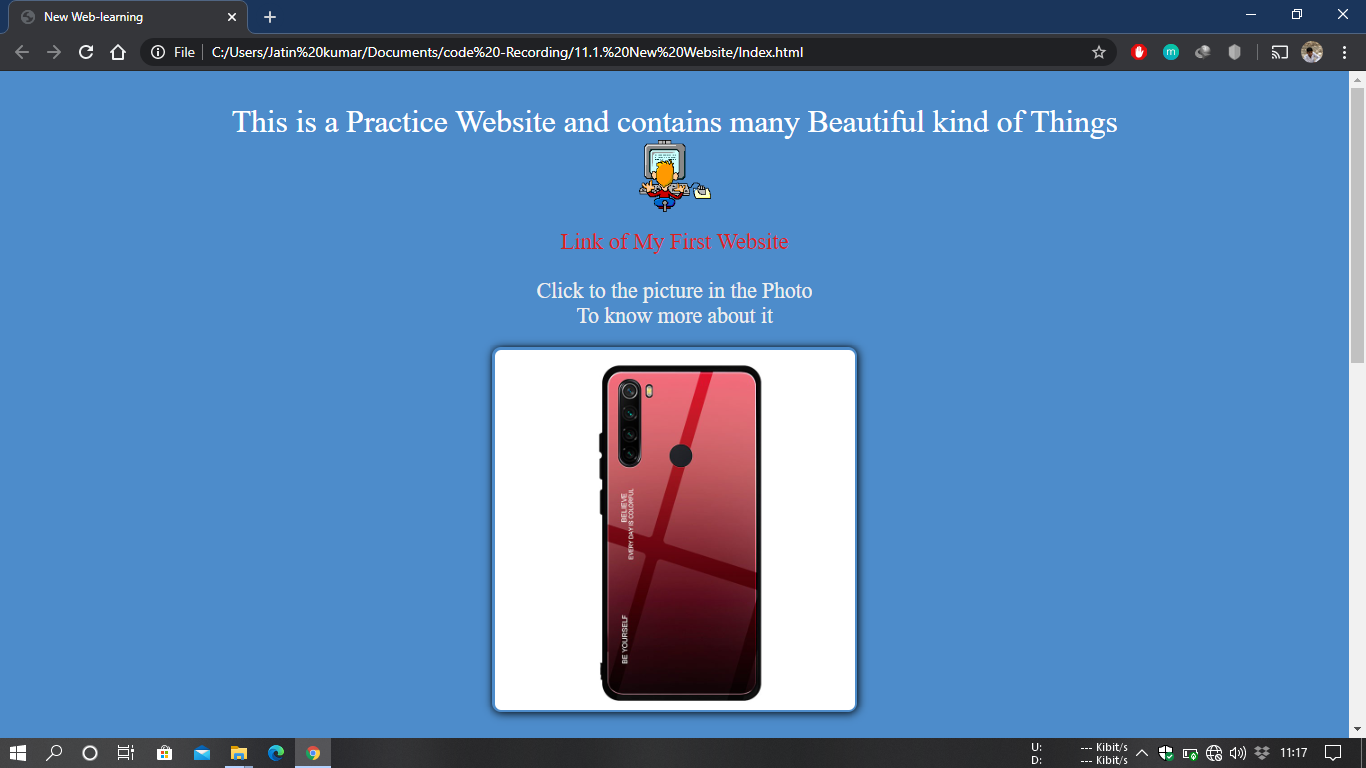 New Web-learning
File
C:/Users/Jatin%20kumar/Documents/code%20-Recording/11.1.%20New%20Website/Index.html
m
This is a Practice Website and contains many Beautiful kind of Things
Link of My First Website
Click to the picture in the Photo
To know more about it
BELIEVE
EVERY DAY IS COLORFUL
BE YOURSELF
U: --- Kibit/s
D: --- Kibit/s
11:17